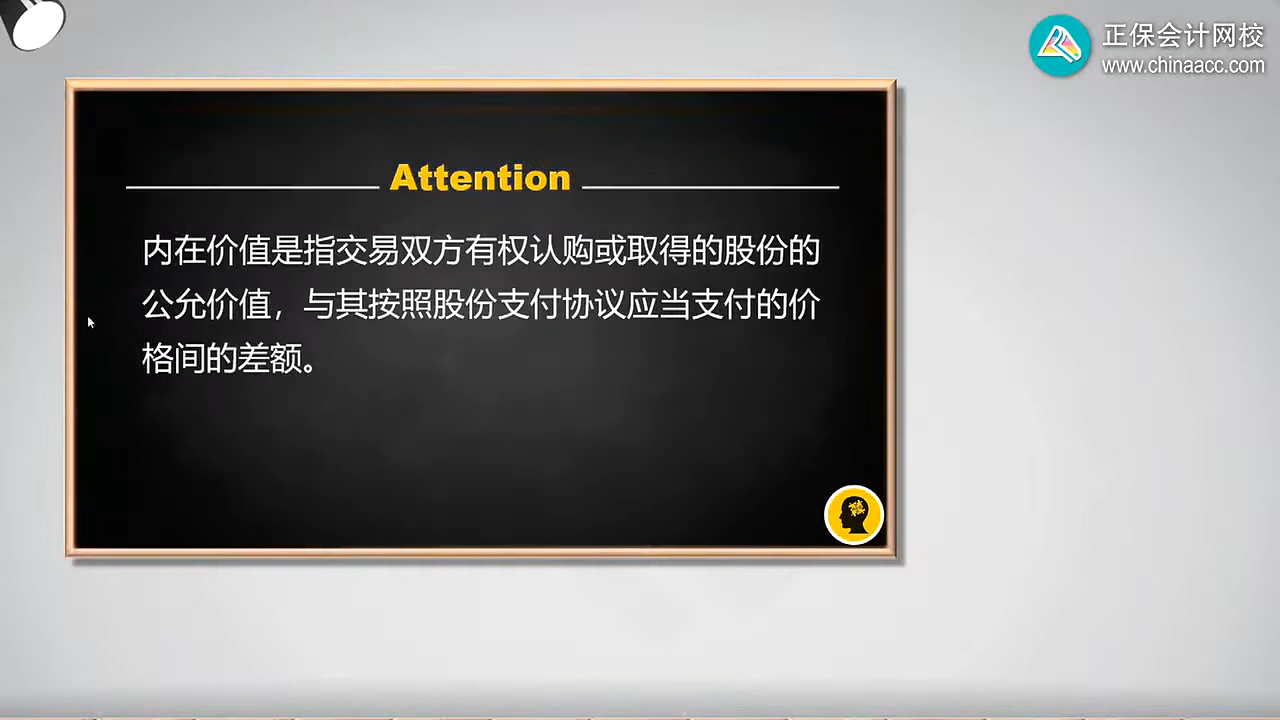 正保会计网校
www.chinaacc.com
Attention
内在价值是指交易双方有权认购或取得的股份的
公允价值，与其按照股份支付协议应当支付的价
格间的差额。